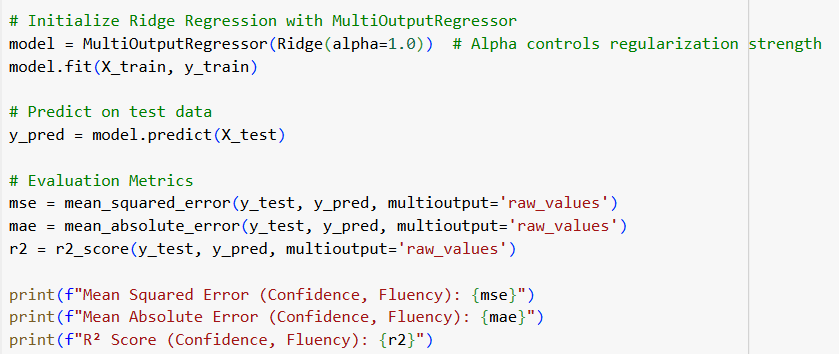 # Initialize Ridge Regression with MultiOutputRegressor
model = MultiOutputRegressor(Ridge(alpha=1.0))  # Alpha controls regularization strength
model.fit(X_train, y_train)

# Predict on test data
y_pred = model.predict(X_test)

# Evaluation Metrics
mse = mean_squared_error(y_test, y_pred, multioutput='raw_values')
mae = mean_absolute_error(y_test, y_pred, multioutput='raw_values')
r2 = r2_score(y_test, y_pred, multioutput='raw_values')

print(f"Mean Squared Error (Confidence, Fluency): {mse}")
print(f"Mean Absolute Error (Confidence, Fluency): {mae}")
print(f"R² Score (Confidence, Fluency): {r2}")